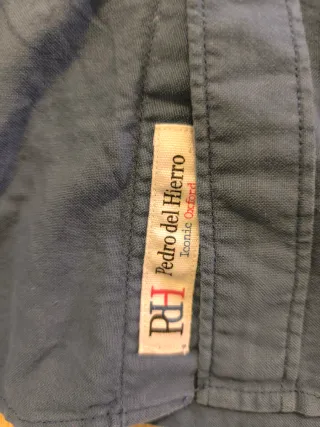 PdH
Pedro del Hierro
Iconic Oxford